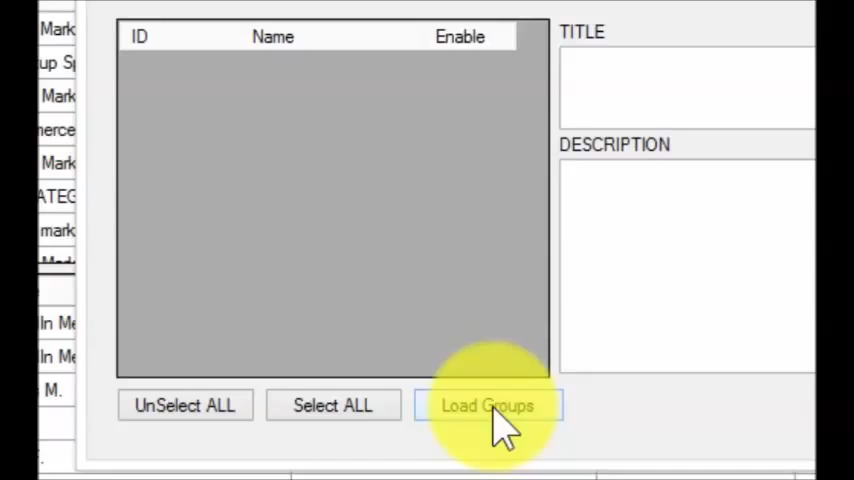 Mark
up Sp
Mark
merce
Mark
ATEG
mark
In Me
In Me
M.
ID Name Enable
TITLE
DESCRIPTION
UnSelect ALL Select ALL Load Groups